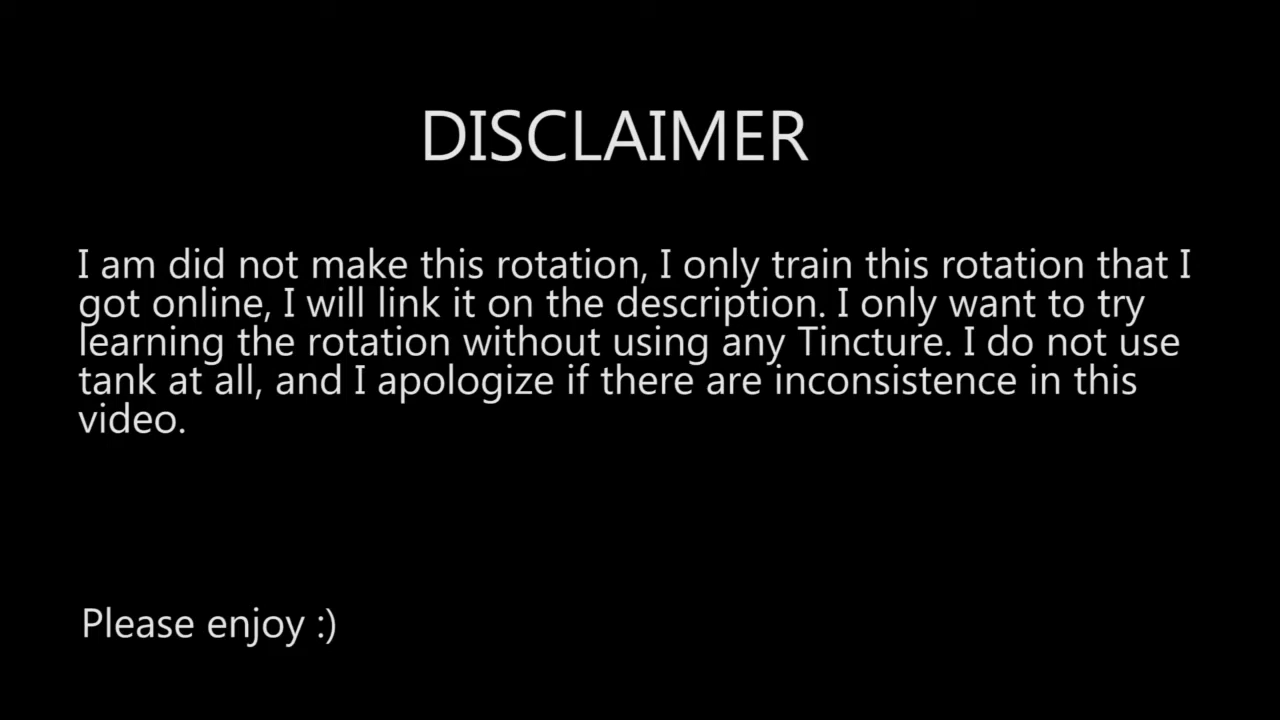 DISCLAIMER
I am did not make this rotation, I only train this rotation that I
got online, I will link it on the description. I only want to try
learning the rotation without using any Tincture. I do not use
tank at all, and I apologize if there are inconsistence in this
video.
Please enjoy :)